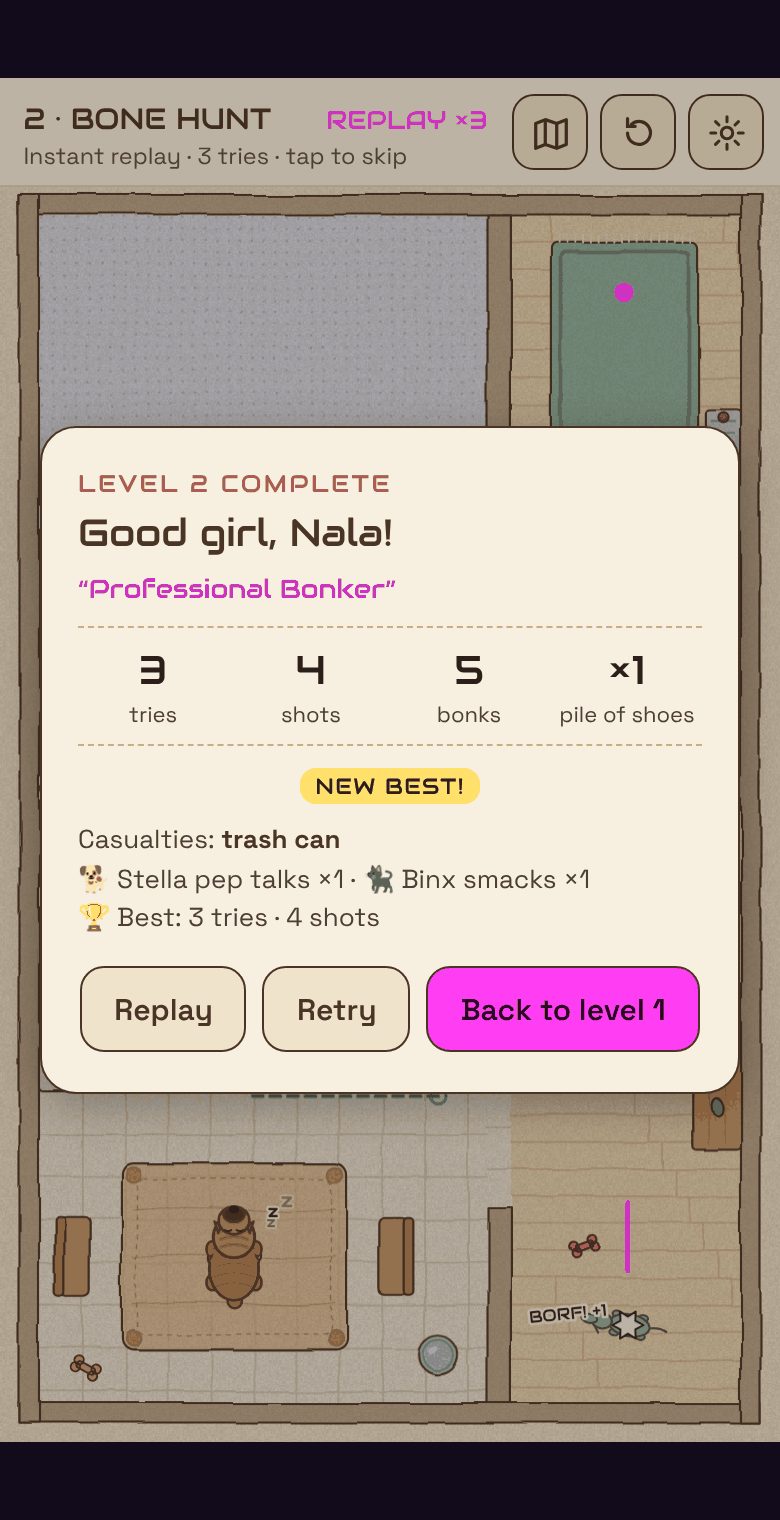 2 · BONE HUNT
REPLAY ×3
Instant replay · 3 tries · tap to skip
LEVEL 2 COMPLETE
Good girl, Nala!
“Professional Bonker”
3 4 5 ×1
tries shots bonks pile of shoes
NEW BEST!
Casualties: trash can
🐕 Stella pep talks ×1 · 🐈‍⬛ Binx smacks ×1
🏆 Best: 3 tries · 4 shots
Replay Retry Back to level 1
z z z
BORF! +1